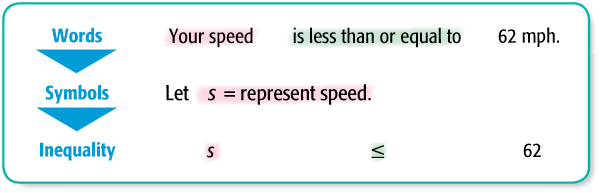 Words Your speed is less than or equal to 62 mph.
Symbols Let s = represent speed.
Inequality s ≤ 62